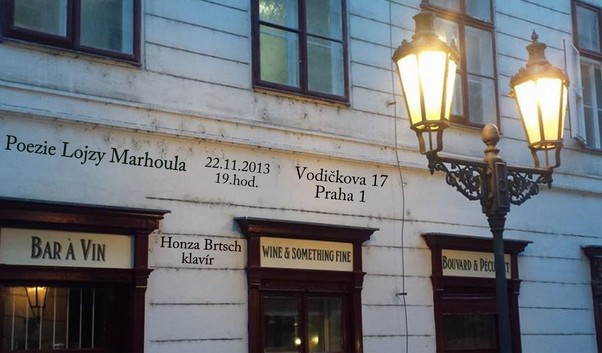 Poezie Lojzy Marhoula
22.11.2013
19.hod.
Vodičkova 17
Praha 1
BAR À VIN
Honza Brtsch
klavír
WINE & SOMETHING FINE
BOUVARD & PÉCUCHET